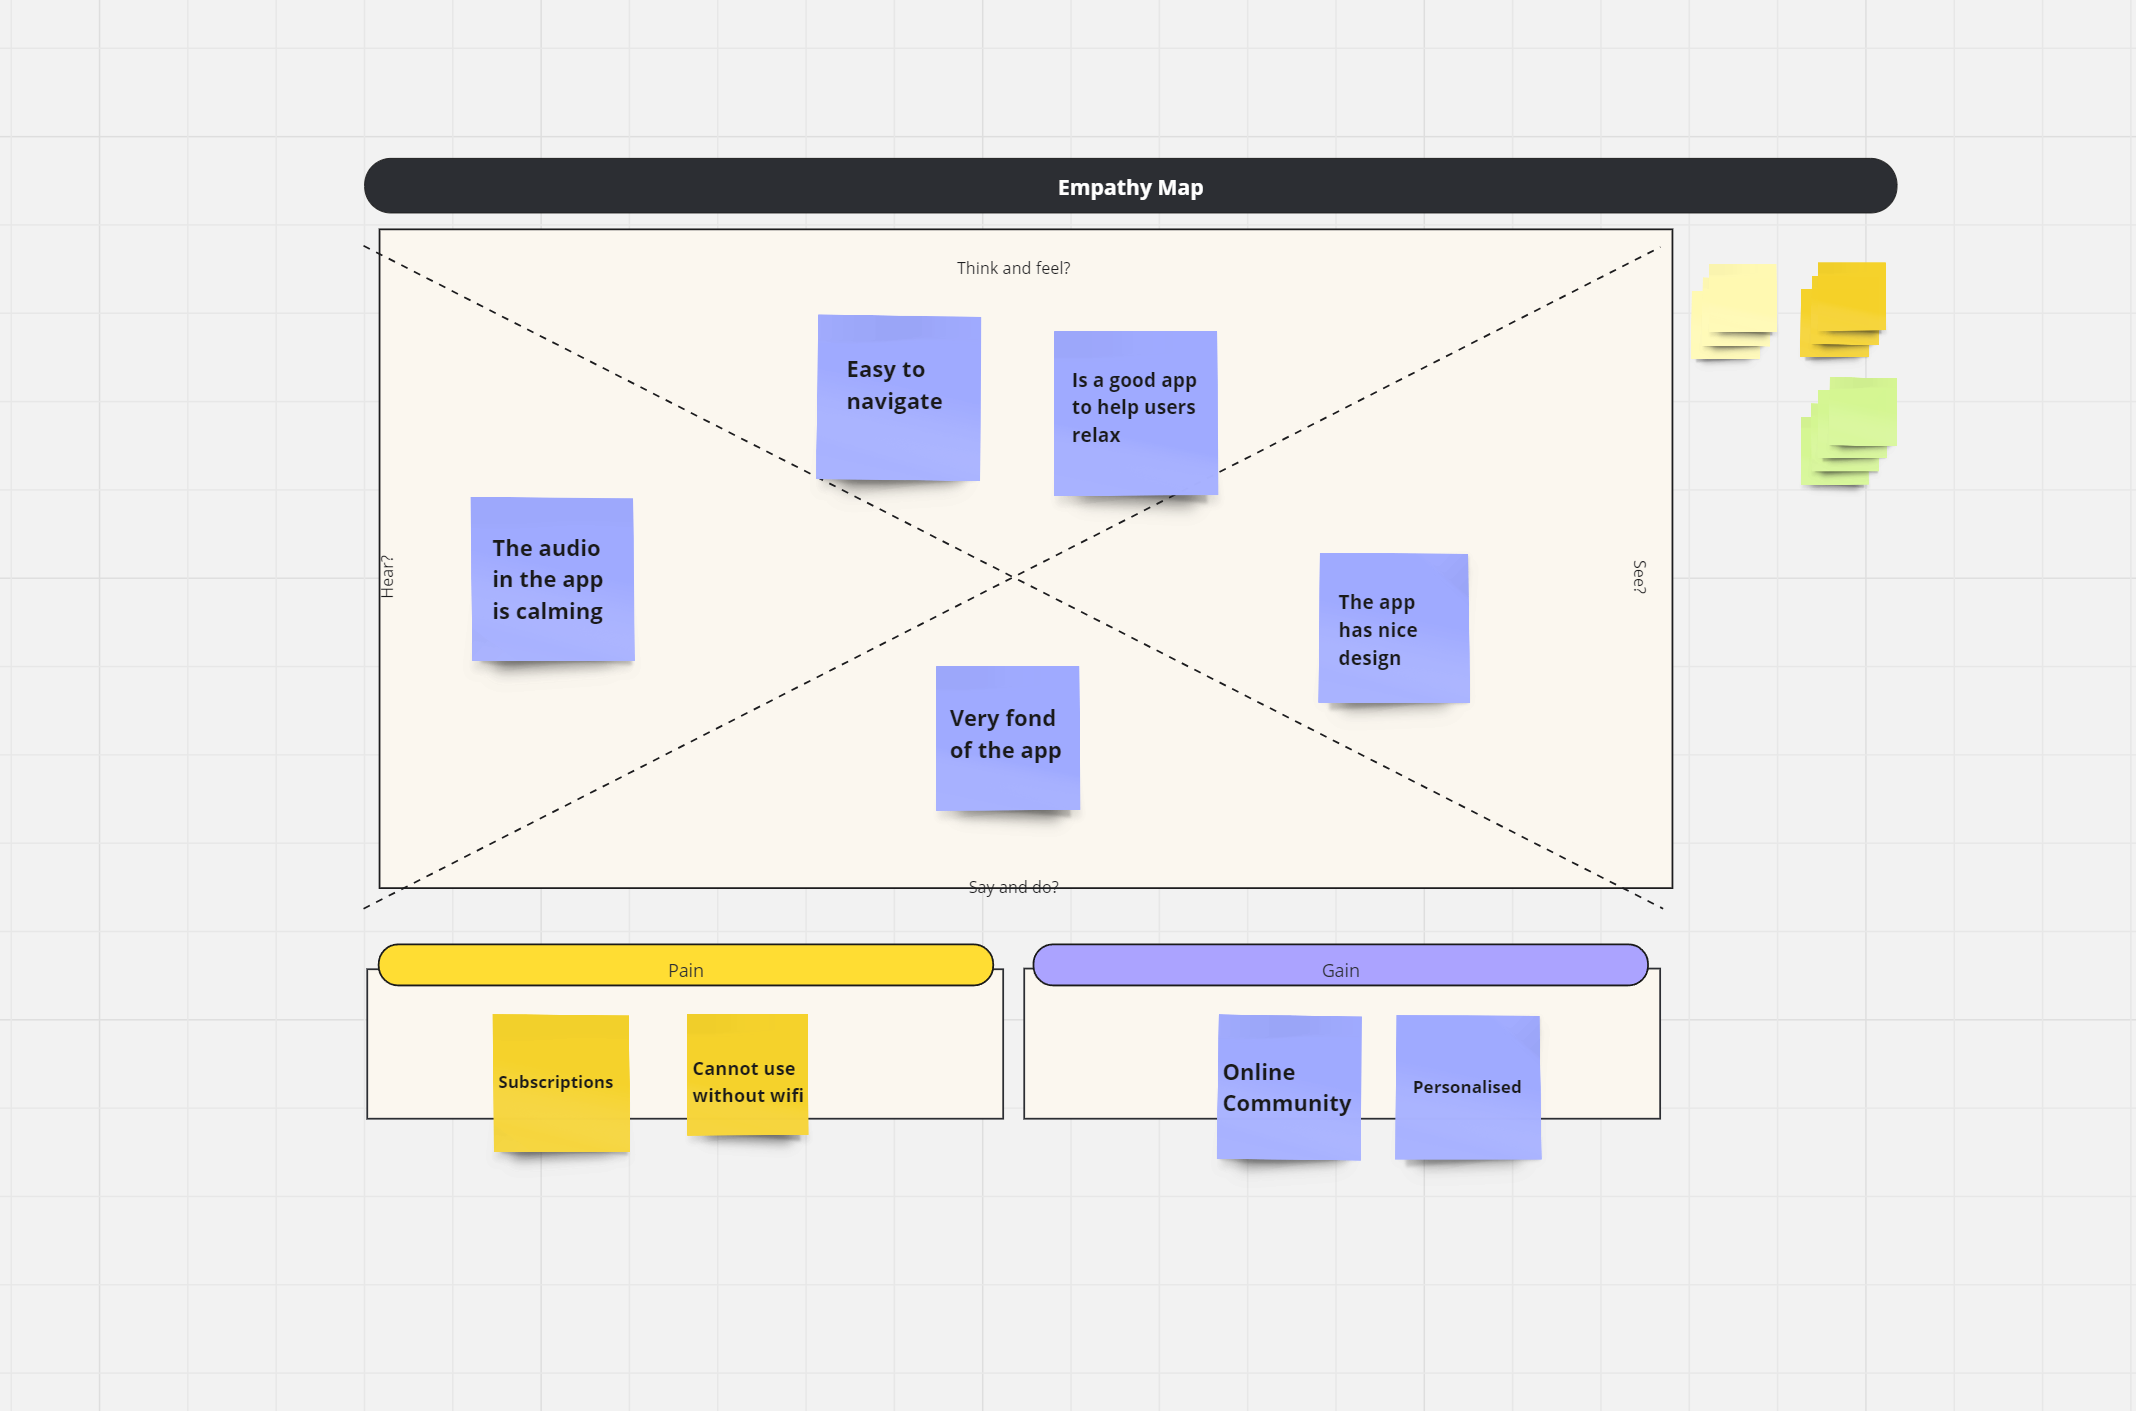 Empathy Map
Think and feel?
Easy to
navigate
Is a good app
to help users
relax
Hear?
The audio
in the app
is calming
See?
The app
has nice
design
Very fond
of the app
Say and do?
Pain
Subscriptions
Cannot use
without wifi
Gain
Online
Community
Personalised